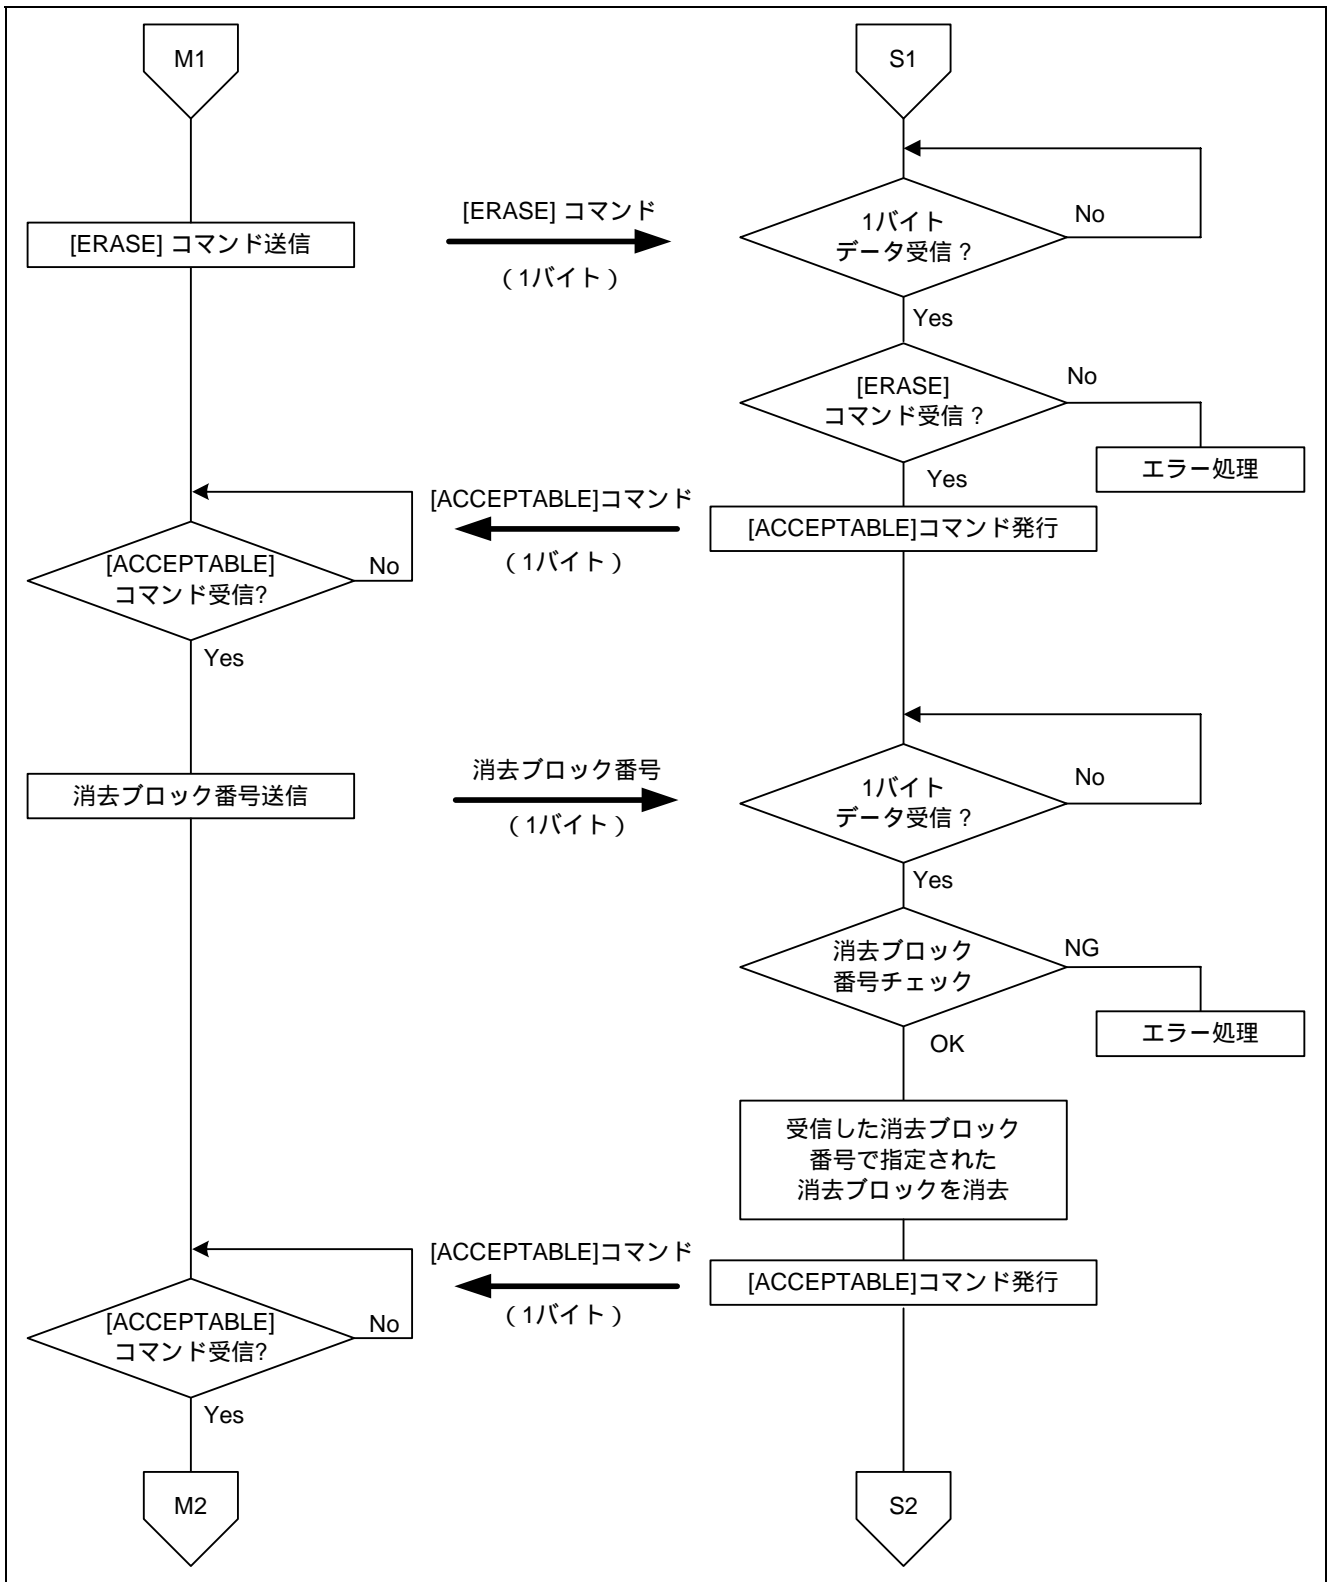 M1
S1
[ERASE] コマンド送信
[ERASE] コマンド
（1バイト）
1バイト
データ受信？
No
Yes
[ERASE]
コマンド受信？
No
エラー処理
Yes
[ACCEPTABLE]コマンド発行
[ACCEPTABLE]コマンド
（1バイト）
[ACCEPTABLE]
コマンド受信?
No
Yes
消去ブロック番号送信
消去ブロック番号
（1バイト）
1バイト
データ受信？
No
Yes
消去ブロック
番号チェック
NG
エラー処理
OK
受信した消去ブロック
番号で指定された
消去ブロックを消去
[ACCEPTABLE]コマンド発行
[ACCEPTABLE]コマンド
（1バイト）
[ACCEPTABLE]
コマンド受信?
No
Yes
M2
S2